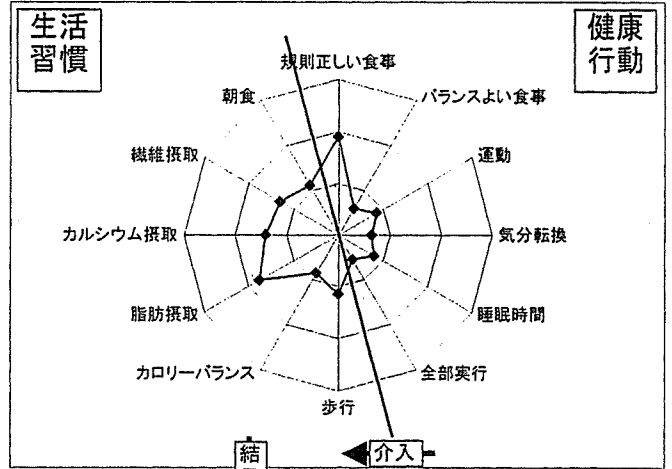 生活
習慣
健康
行動
規則正しい食事
朝食
バランスよい食事
繊維摂取
運動
カルシウム摂取
気分転換
脂肪摂取
睡眠時間
カロリーバランス
全部実行
歩行
結
介入